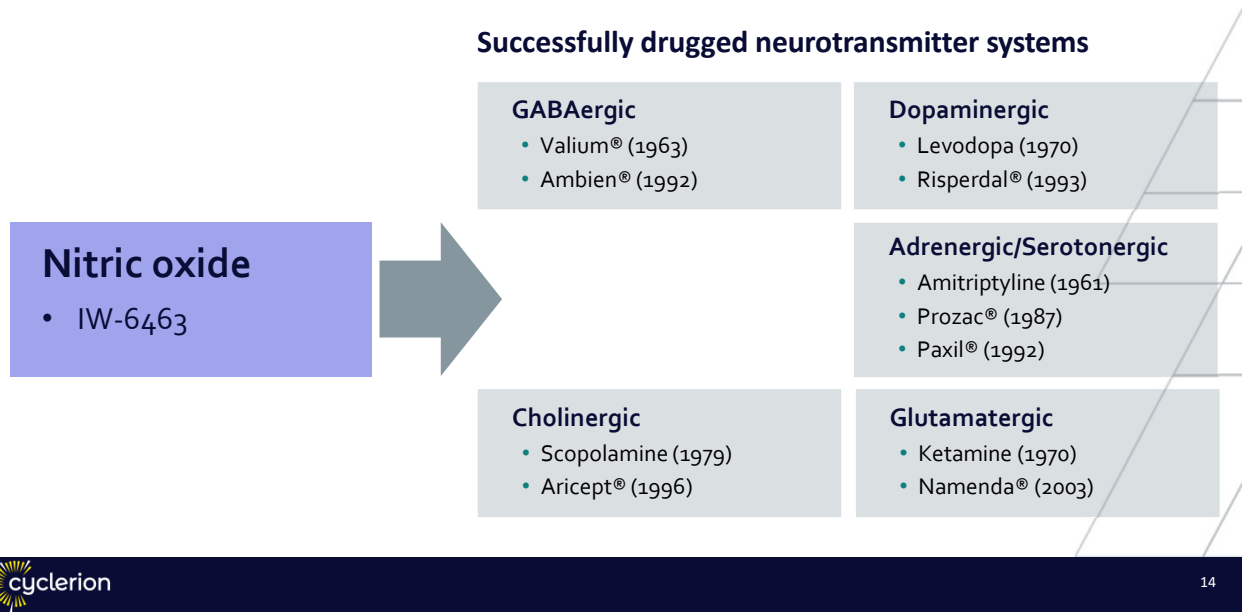 Successfully drugged neurotransmitter systems
GABAergic
• Valium® (1963)
• Ambien® (1992)
Dopaminergic
• Levodopa (1970)
• Risperdal® (1993)
Nitric oxide
• IW-6463
Adrenergic/Serotonergic
• Amitriptyline (1961)
• Prozac® (1987)
• Paxil® (1992)
Cholinergic
• Scopolamine (1979)
• Aricept® (1996)
Glutamatergic
• Ketamine (1970)
• Namenda® (2003)
cyclerion
14